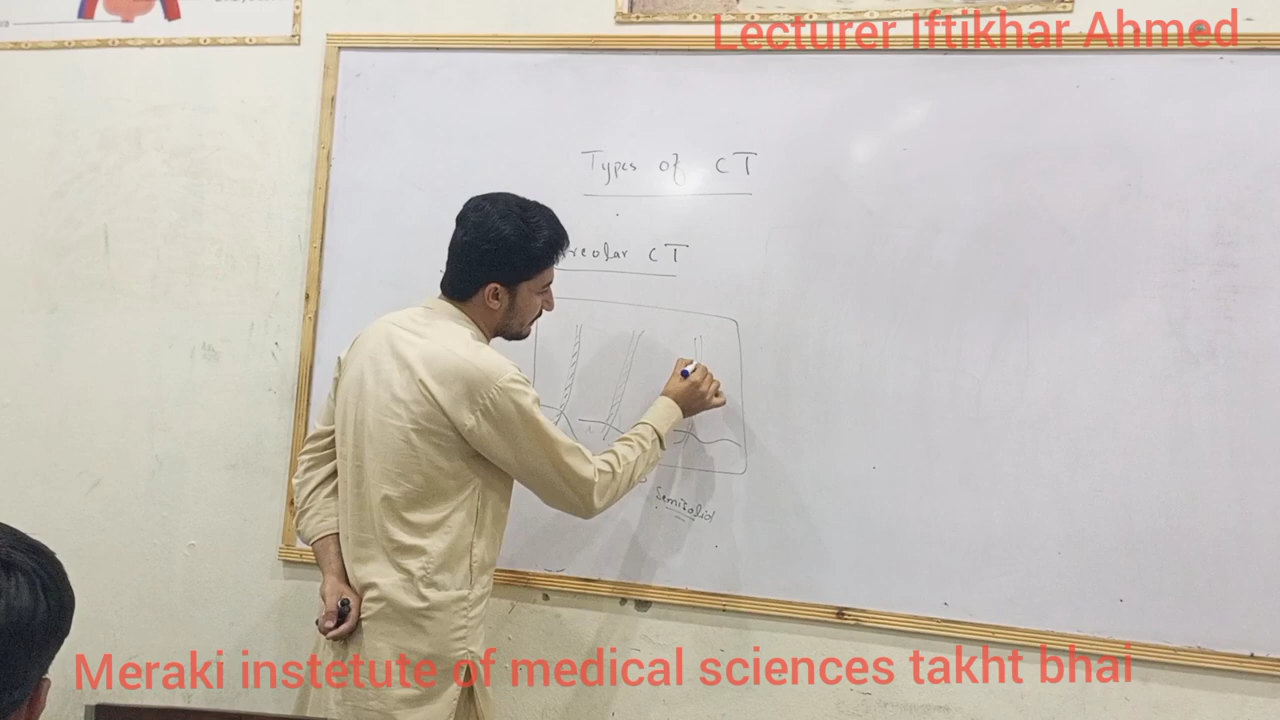 Lecturer Iftikhar Ahmed
Types of CT
reolar CT
Semisolid
Meraki instetute of medical sciences takht bhai